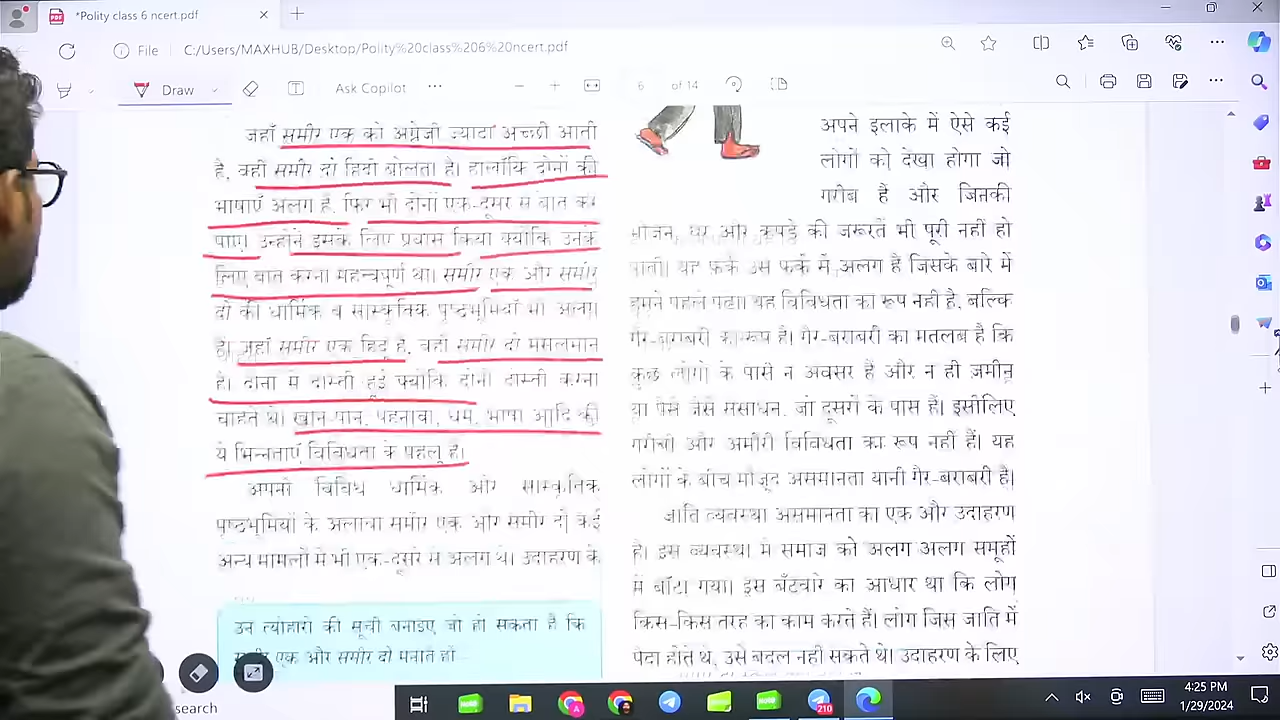 *Polity class 6 ncert.pdf
File C:/Users/MAXHUB/Desktop/Polity%20class%206%20ncert.pdf
Draw Ask Copilot 6 of 14
जहाँ समीर एक को अंग्रेज़ी ज़्यादा अच्छी आती
है, वहीं समीर दो हिंदी बोलता है। हालाँकि दोनों की
भाषाएँ अलग हैं, फिर भी दोनों एक-दूसरे से बात कर
पाए। उन्होंने इसके लिए प्रयास किया क्योंकि उनके
लिए बात करना महत्त्वपूर्ण था। समीर एक और समीर
दो की धार्मिक व सांस्कृतिक पृष्ठभूमियाँ भी अलग
हैं। जहाँ समीर एक हिंदू है, वहीं समीर दो मुसलमान
है। दोनों में दोस्ती हुई क्योंकि दोनों दोस्ती करना
चाहते थे। खान-पान, पहनावा, धर्म, भाषा आदि की
ये भिन्नताएँ विविधता के पहलू हैं।
अपनी विविध धार्मिक और सांस्कृतिक
पृष्ठभूमियों के अलावा समीर एक और समीर दो कई
अन्य मामलों में भी एक-दूसरे से अलग थे। उदाहरण के
उन त्योहारों की सूची बनाइए जो हो सकता है कि
समीर एक और समीर दो मनाते हों
अपने इलाके में ऐसे कई
लोगों को देखा होगा जो
गरीब हैं और जिनकी
भोजन, घर और कपड़े की जरूरतें भी पूरी नहीं हो
पातीं। यह फ़र्क उस फ़र्क से अलग है जिसके बारे में
हमने पहले पढ़ा। यह विविधता का रूप नहीं है, बल्कि
गैर-बराबरी का रूप है। गैर-बराबरी का मतलब है कि
कुछ लोगों के पास न अवसर हैं और न ही ज़मीन
या पैसे जैसे संसाधन, जो दूसरों के पास हैं। इसीलिए
गरीबी और अमीरी विविधता का रूप नहीं हैं। यह
लोगों के बीच मौजूद असमानता यानी गैर-बराबरी है।
जाति व्यवस्था असमानता का एक और उदाहरण
है। इस व्यवस्था में समाज को अलग अलग समूहों
में बाँटा गया। इस बँटवारे का आधार था कि लोग
किस-किस तरह का काम करते हैं। लोग जिस जाति में
पैदा होते थे, उसे बदल नहीं सकते थे। उदाहरण के लिए
search
210
4:25 PM
1/29/2024